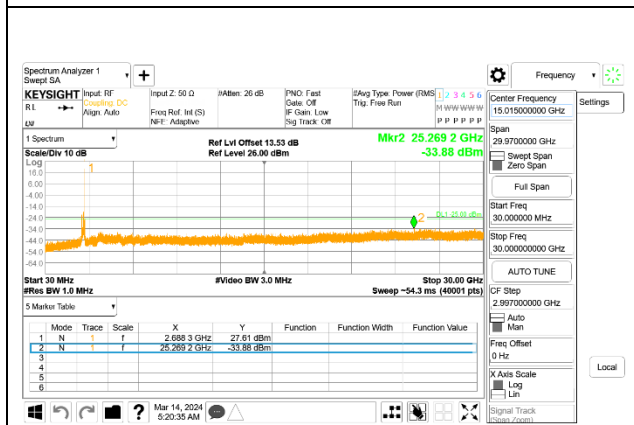 Spectrum Analyzer 1
Swept SA
+
Frequency
KEYSIGHT
Input: RF
Input Z: 50 Ω
#Atten: 26 dB
PNO: Fast
#Avg Type: Power (RMS
1 2 3 4 5 6
RL
Coupling: DC
Gate: Off
Trig: Free Run
M W W W W W
Align: Auto
Freq Ref: Int (S)
IF Gain: Low
NFE: Adaptive
Sig Track: Off
P P P P P P
Center Frequency
15.015000000 GHz
Settings
Span
29.9700000 GHz
Swept Span
Zero Span
Full Span
Start Freq
30.000000 MHz
Stop Freq
30.000000000 GHz
AUTO TUNE
CF Step
2.997000000 GHz
Auto
Man
Freq Offset
0 Hz
X Axis Scale
Log
Lin
Local
Signal Track
(Span Zoom)
1 Spectrum
Ref Lvl Offset 13.53 dB
Mkr2 25.269 2 GHz
Scale/Div 10 dB
Ref Level 26.00 dBm
-33.88 dBm
Log
16.0
6.00
-4.00
-14.0
-24.0
-34.0
-44.0
-54.0
-64.0
1
2
Start 30 MHz
#Video BW 3.0 MHz
Stop 30.00 GHz
#Res BW 1.0 MHz
Sweep ~54.3 ms (40001 pts)
5 Marker Table
Mode Trace Scale X Y Function Function Width Function Value
1 N 1 f 2.688 3 GHz 27.61 dBm
2 N 1 f 25.269 2 GHz -33.88 dBm
3
4
5
6
?
Mar 14, 2024
5:20:35 AM